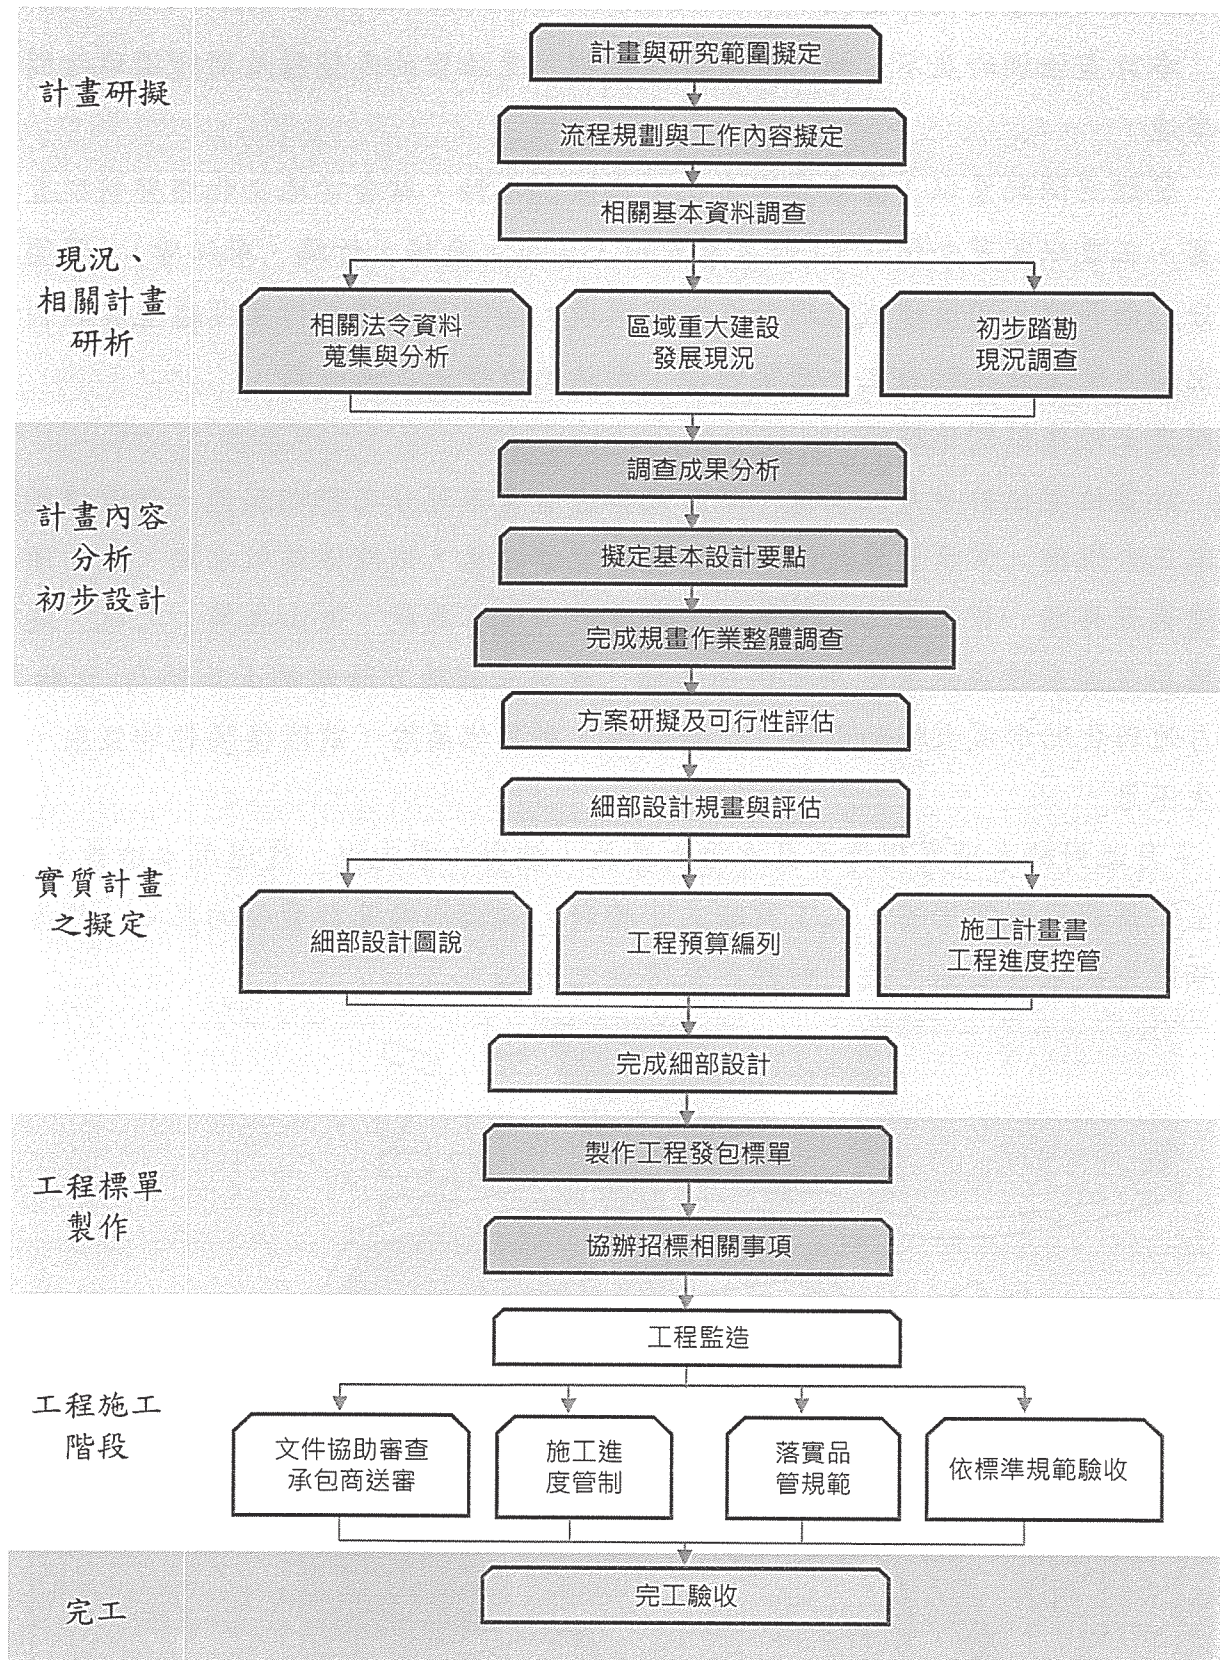 計畫研擬
計畫與研究範圍擬定
流程規劃與工作內容擬定
現況、
相關計畫
研析
相關基本資料調查
相關法令資料
蒐集與分析
區域重大建設
發展現況
初步踏勘
現況調查
計畫內容
分析
初步設計
調查成果分析
擬定基本設計要點
完成規畫作業整體調查
實質計畫
之擬定
方案研擬及可行性評估
細部設計規畫與評估
細部設計圖說
工程預算編列
施工計畫書
工程進度控管
完成細部設計
工程標單
製作
製作工程發包標單
協辦招標相關事項
工程施工
階段
工程監造
文件協助審查
承包商送審
施工進
度管制
落實品
管規範
依標準規範驗收
完工
完工驗收